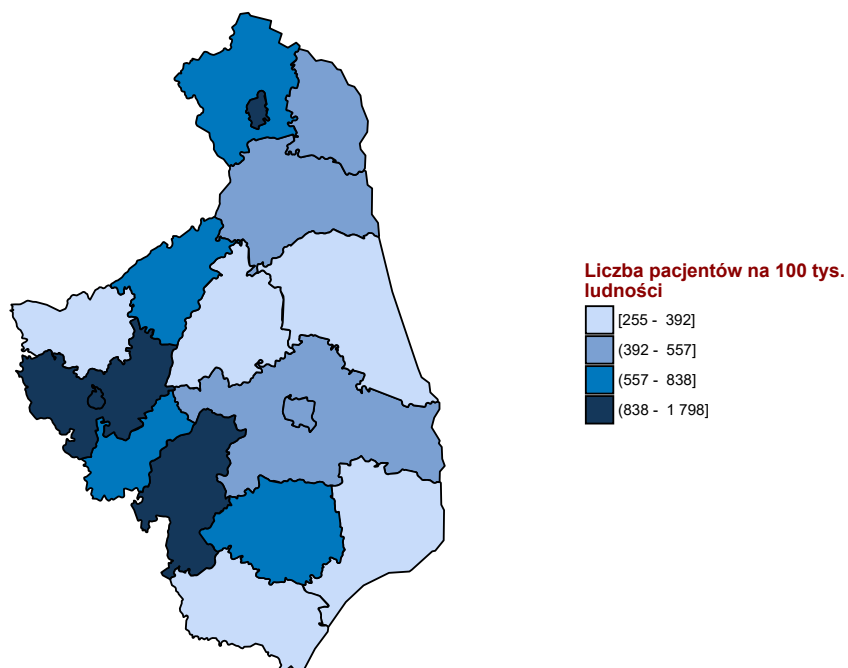 Liczba pacjentów na 100 tys.
ludności
[255 - 392]
(392 - 557]
(557 - 838]
(838 - 1 798]